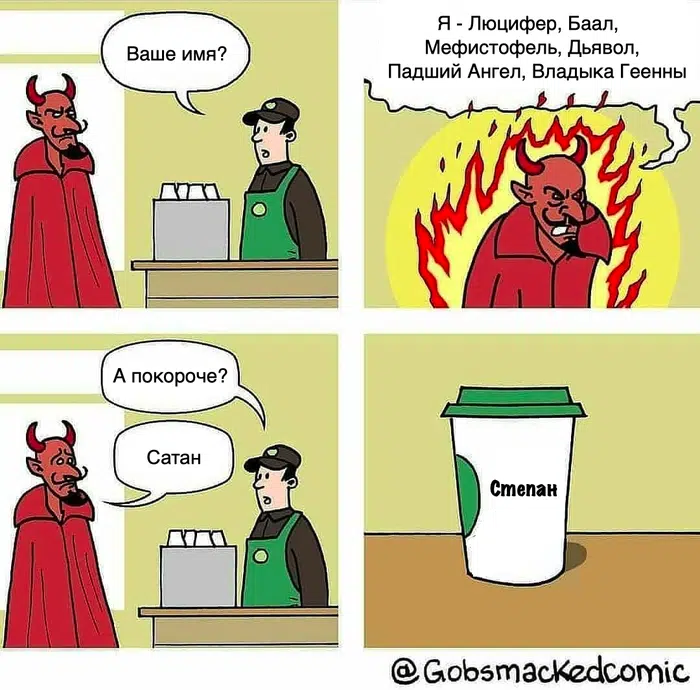 Ваше имя?
Я - Люцифер, Баал,
Мефистофель, Дьявол,
Падший Ангел, Владыка Геенны
А покороче?
Сатан
Степан
@Gobsmackedcomic